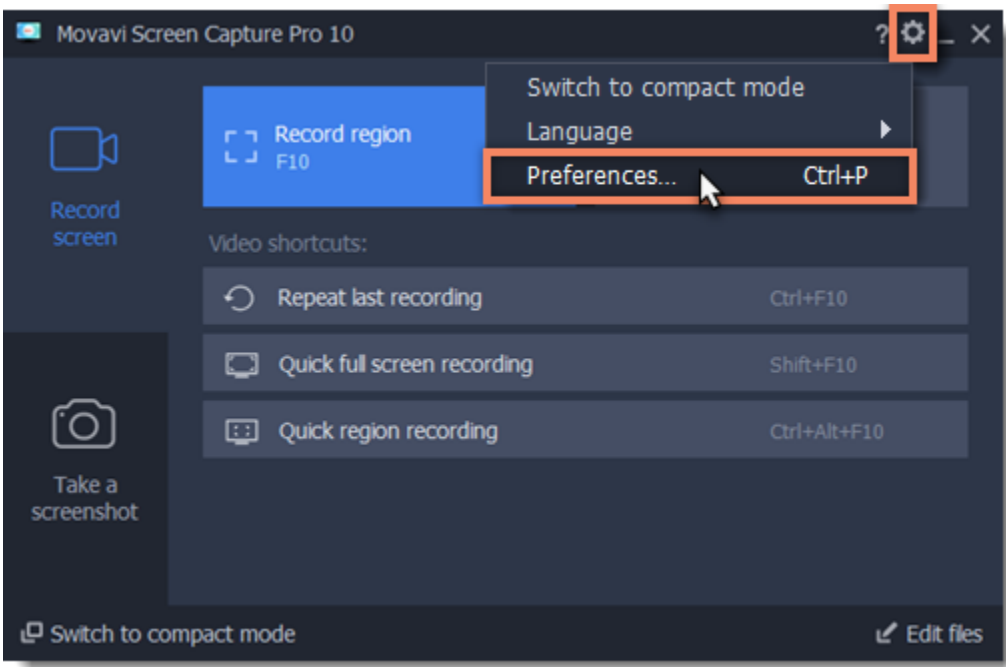 Movavi Screen Capture Pro 10
?
Switch to compact mode
Language
Preferences... Ctrl+P
Record region
F10
Record
screen
Video shortcuts:
Repeat last recording Ctrl+F10
Quick full screen recording Shift+F10
Quick region recording Ctrl+Alt+F10
Take a
screenshot
Switch to compact mode
Edit files